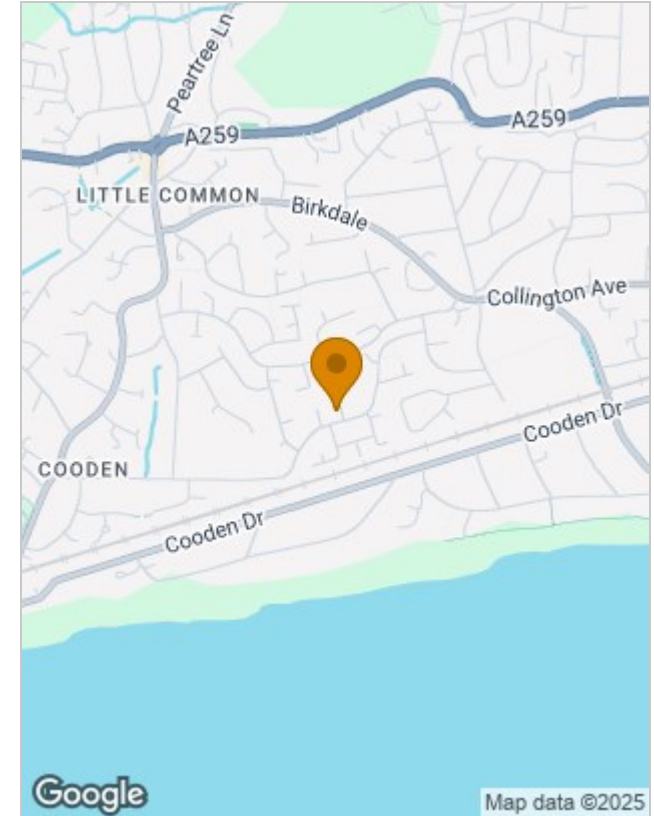 Peartree Ln
A259
A259
LITTLE COMMON
Birkdale
Collington Ave
Cooden Dr
COODEN
Cooden Dr
Google
Map data ©2025